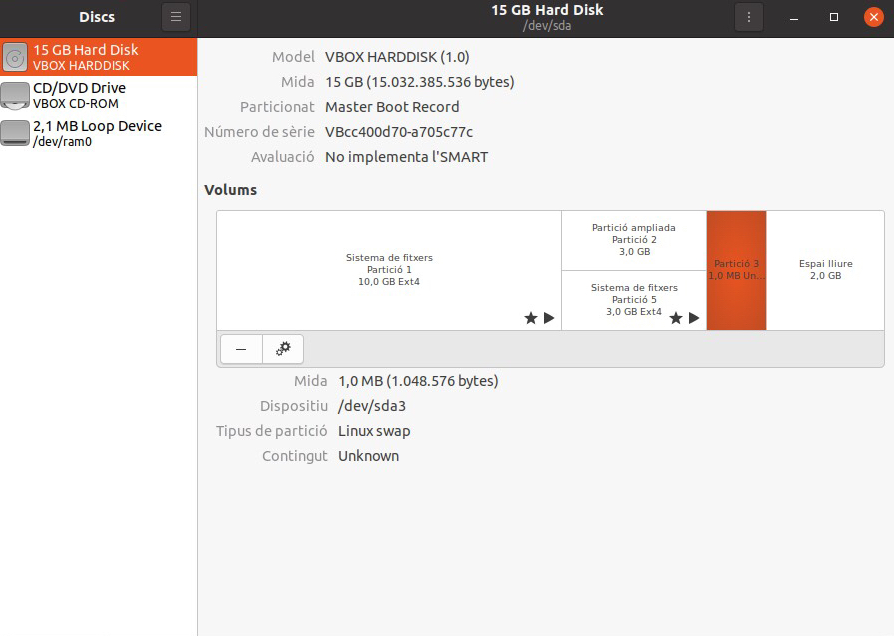 Discs
15 GB Hard Disk
/dev/sda
15 GB Hard Disk
VBOX HARDDISK
CD/DVD Drive
VBOX CD-ROM
2,1 MB Loop Device
/dev/ram0
Model VBOX HARDDISK (1.0)
Mida 15 GB (15.032.385.536 bytes)
Particionat Master Boot Record
Número de sèrie VBcc400d70-a705c77c
Avaluació No implementa l'SMART
Volums
Sistema de fitxers
Partició 1
10,0 GB Ext4
Partició ampliada
Partició 2
3,0 GB
Sistema de fitxers
Partició 5
3,0 GB Ext4
Partició 3
1,0 MB Un...
Espai lliure
2,0 GB
Mida 1,0 MB (1.048.576 bytes)
Dispositiu /dev/sda3
Tipus de partició Linux swap
Contingut Unknown